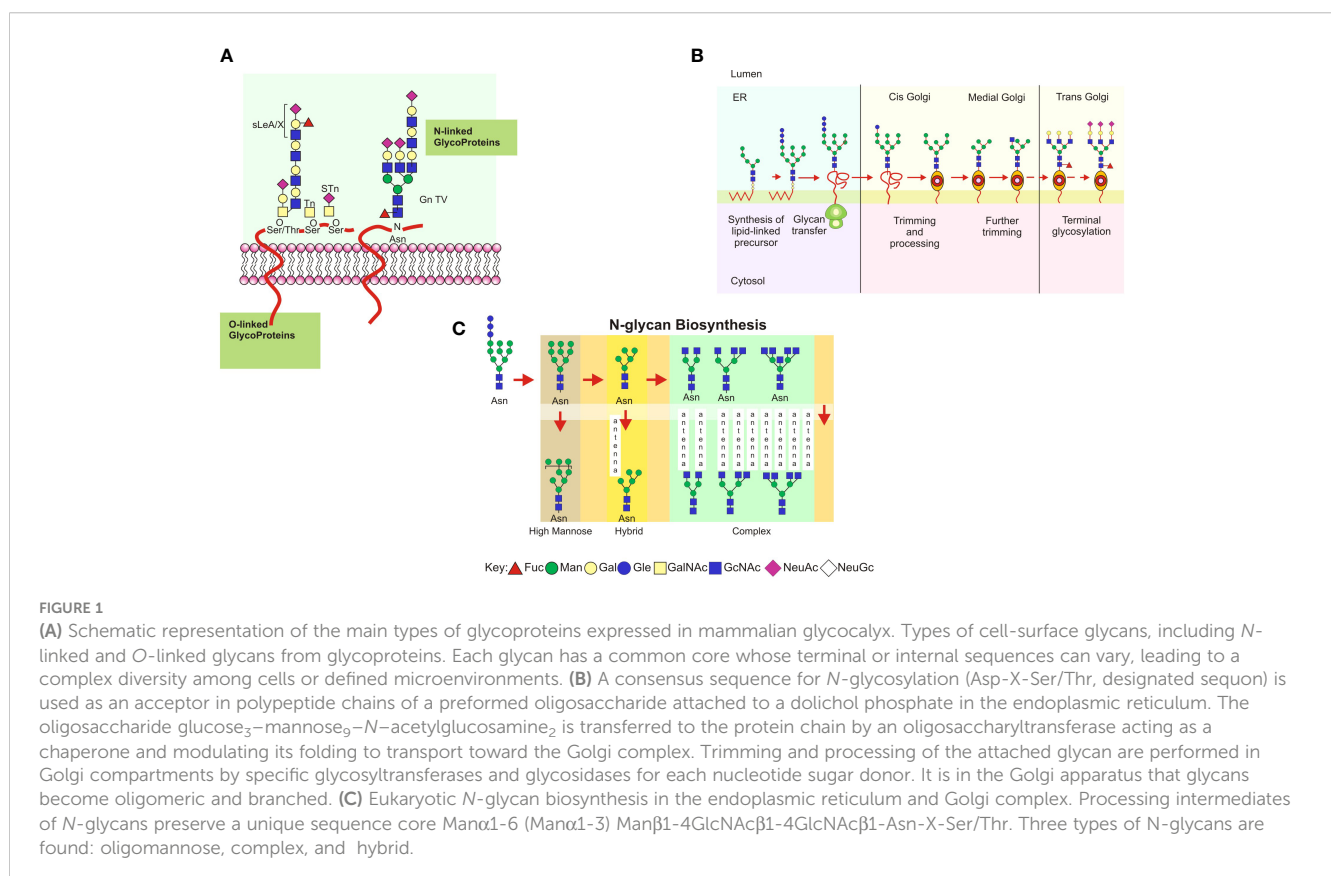 A
sLeA/X
N-linked
GlycoProteins
STn
Tn
Gn TV
O
O
O
Ser/Thr
Ser
Ser
N
Asn
O-linked
GlycoProteins
B
Lumen
ER
Cis Golgi
Medial Golgi
Trans Golgi
Synthesis of
lipid-linked
precursor
Glycan
transfer
Trimming
and
processing
Further
trimming
Terminal
glycosylation
Cytosol
C
N-glycan Biosynthesis
Asn
Asn
Asn
Asn
Asn
Asn
antenna
antenna
antenna
antenna
antenna
antenna
antenna
antenna
antenna
antenna
Asn
Asn
High Mannose
Hybrid
Complex
Key: Fuc Man Gal Gle GalNAc GcNAc NeuAc NeuGc
FIGURE 1
(A) Schematic representation of the main types of glycoproteins expressed in mammalian glycocalyx. Types of cell-surface glycans, including N-
linked and O-linked glycans from glycoproteins. Each glycan has a common core whose terminal or internal sequences can vary, leading to a
complex diversity among cells or defined microenvironments. (B) A consensus sequence for N-glycosylation (Asp-X-Ser/Thr, designated sequon) is
used as an acceptor in polypeptide chains of a preformed oligosaccharide attached to a dolichol phosphate in the endoplasmic reticulum. The
oligosaccharide glucose₃–mannose₉–N–acetylglucosamine₂ is transferred to the protein chain by an oligosaccharyltransferase acting as a
chaperone and modulating its folding to transport toward the Golgi complex. Trimming and processing of the attached glycan are performed in
Golgi compartments by specific glycosyltransferases and glycosidases for each nucleotide sugar donor. It is in the Golgi apparatus that glycans
become oligomeric and branched. (C) Eukaryotic N-glycan biosynthesis in the endoplasmic reticulum and Golgi complex. Processing intermediates
of N-glycans preserve a unique sequence core Manα1-6 (Manα1-3) Manβ1-4GlcNAcβ1-4GlcNAcβ1-Asn-X-Ser/Thr. Three types of N-glycans are
found: oligomannose, complex, and hybrid.